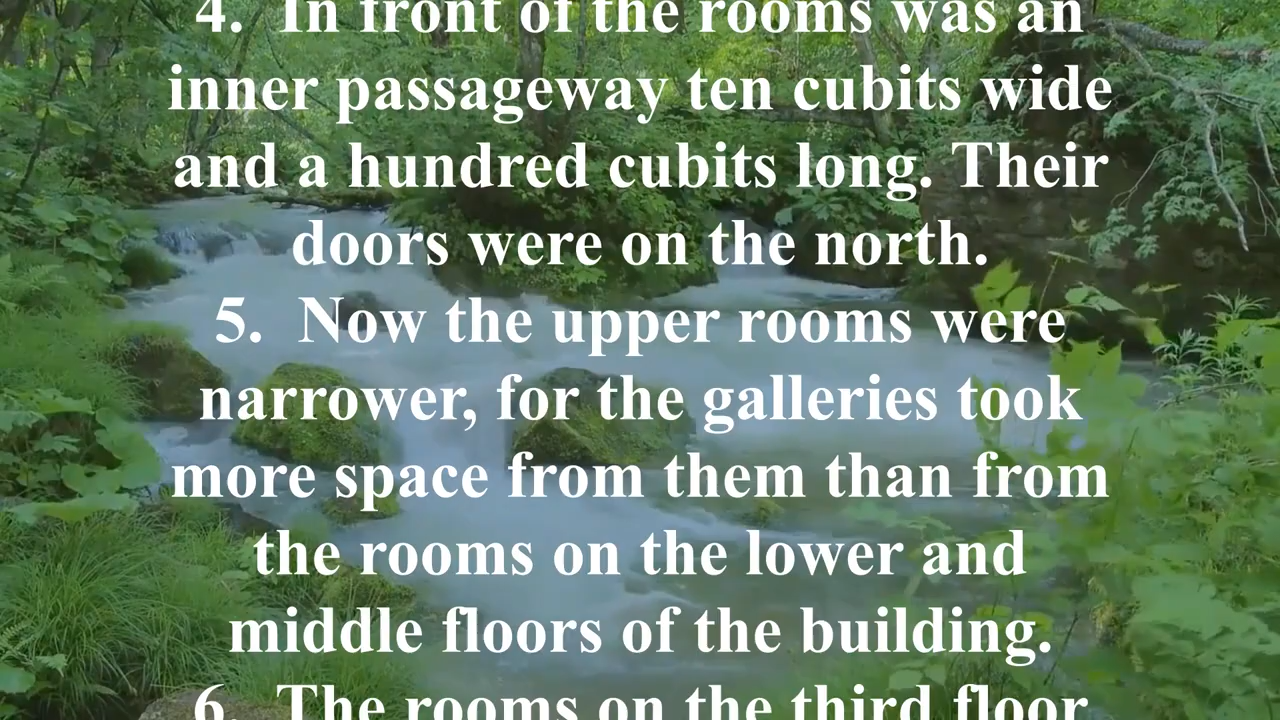 4. In front of the rooms was an
inner passageway ten cubits wide
and a hundred cubits long. Their
doors were on the north.
5. Now the upper rooms were
narrower, for the galleries took
more space from them than from
the rooms on the lower and
middle floors of the building.
6. The rooms on the third floor